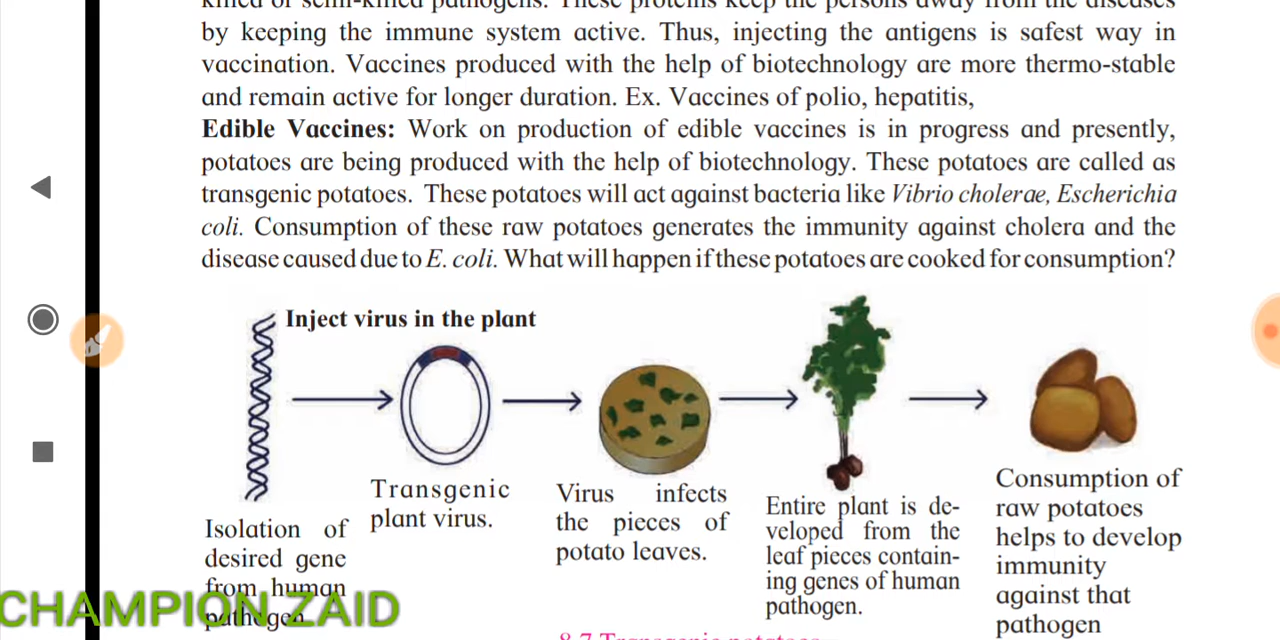 by keeping the immune system active. Thus, injecting the antigens is safest way in
vaccination. Vaccines produced with the help of biotechnology are more thermo-stable
and remain active for longer duration. Ex. Vaccines of polio, hepatitis,
Edible Vaccines: Work on production of edible vaccines is in progress and presently,
potatoes are being produced with the help of biotechnology. These potatoes are called as
transgenic potatoes. These potatoes will act against bacteria like Vibrio cholerae, Escherichia
coli. Consumption of these raw potatoes generates the immunity against cholera and the
disease caused due to E. coli. What will happen if these potatoes are cooked for consumption?
Inject virus in the plant
Isolation of
desired gene
from human
pathogen
Transgenic
plant virus.
Virus infects
the pieces of
potato leaves.
Entire plant is de-
veloped from the
leaf pieces contain-
ing genes of human
pathogen.
Consumption of
raw potatoes
helps to develop
immunity
against that
pathogen
CHAMPION ZAID